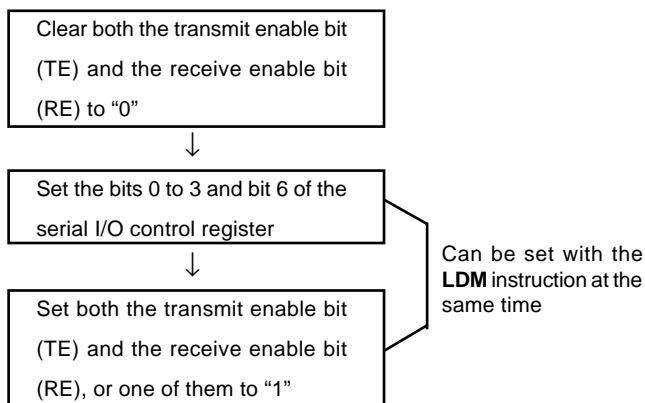 Clear both the transmit enable bit
(TE) and the receive enable bit
(RE) to “0”
↓
Set the bits 0 to 3 and bit 6 of the
serial I/O control register
↓
Set both the transmit enable bit
(TE) and the receive enable bit
(RE), or one of them to “1”
Can be set with the
LDM instruction at the
same time